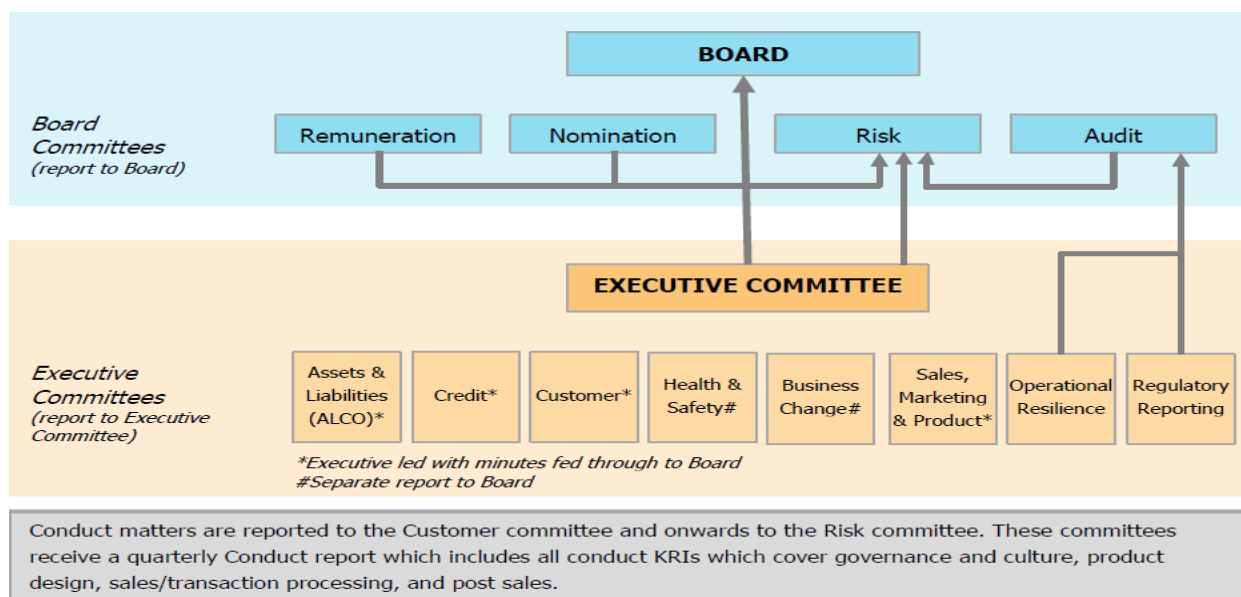 BOARD
Board
Committees
(report to Board)
Remuneration
Nomination
Risk
Audit
EXECUTIVE COMMITTEE
Executive
Committees
(report to Executive
Committee)
Assets &
Liabilities
(ALCO)*
Credit*
Customer*
Health &
Safety#
Business
Change#
Sales,
Marketing
& Product*
Operational
Resilience
Regulatory
Reporting
*Executive led with minutes fed through to Board
#Separate report to Board
Conduct matters are reported to the Customer committee and onwards to the Risk committee. These committees
receive a quarterly Conduct report which includes all conduct KRIs which cover governance and culture, product
design, sales/transaction processing, and post sales.